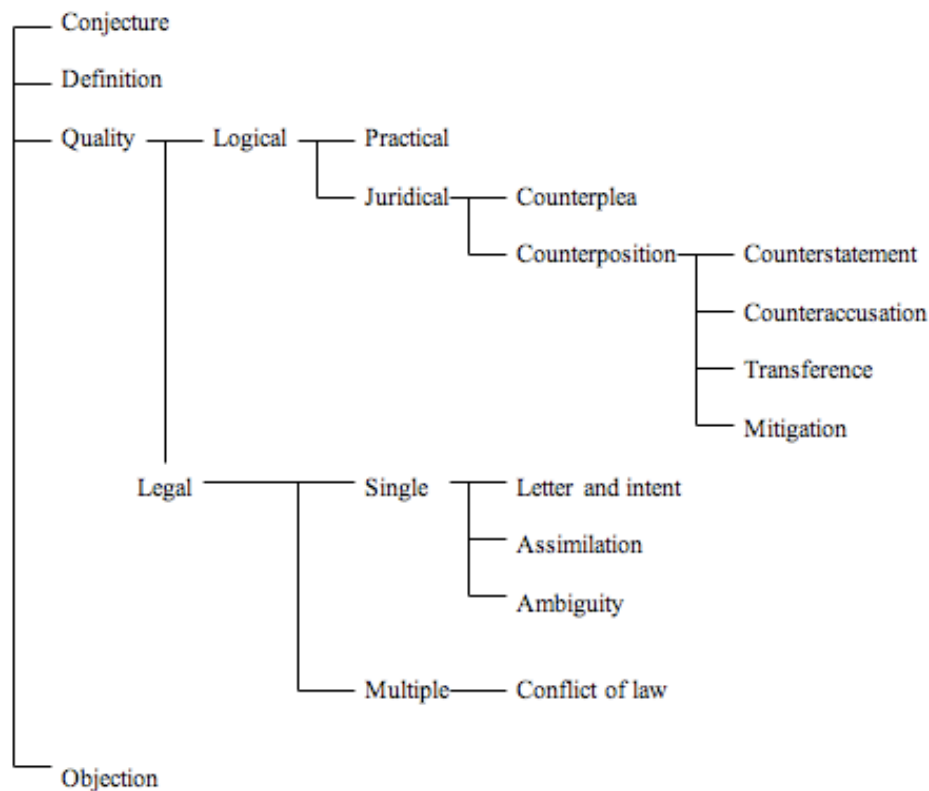 Conjecture
Definition
Quality Logical Practical
Juridical Counterplea
Counterposition Counterstatement
Counteraccusation
Transference
Mitigation
Legal Single Letter and intent
Assimilation
Ambiguity
Multiple Conflict of law
Objection